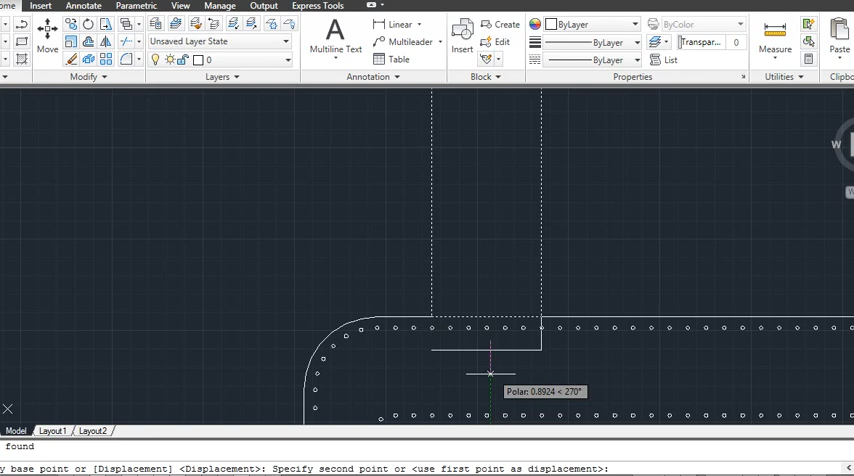 ome Insert Annotate Parametric View Manage Output Express Tools
Move
Modify
Unsaved Layer State
0
Layers
A
Multiline Text
Linear
Multileader
Table
Annotation
Insert
Create
Edit
Block
ByLayer
ByLayer
ByLayer
ByColor
Transpar... 0
List
Properties
Measure
Utilities
Paste
Clipbo
W
Polar: 0.8924 < 270°
Model Layout1 Layout2
found
y base point or [Displacement] <Displacement>: Specify second point or <use first point as displacement>: